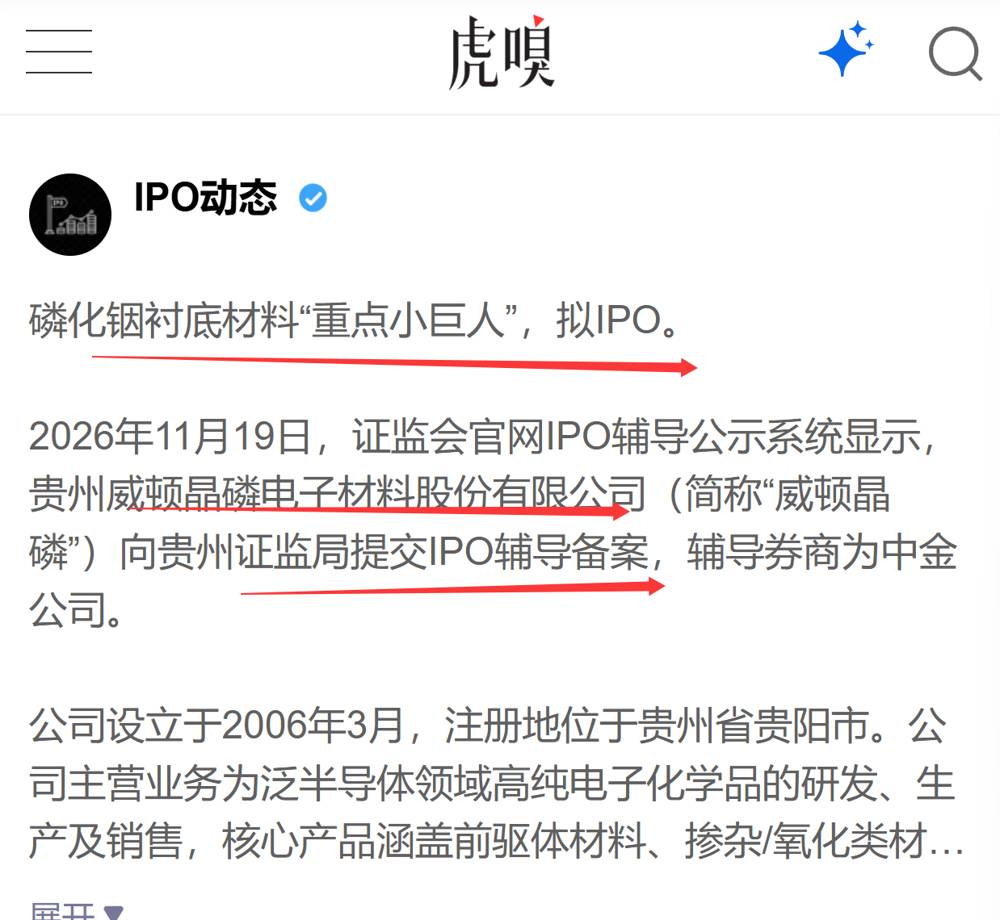 虎嗅
IPO动态
磷化铟衬底材料“重点小巨人”，拟IPO。
2026年11月19日，证监会官网IPO辅导公示系统显示，
贵州威顿晶磷电子材料股份有限公司（简称“威顿晶
磷”）向贵州证监局提交IPO辅导备案，辅导券商为中金
公司。
公司设立于2006年3月，注册地位于贵州省贵阳市。公
司主营业务为泛半导体领域高纯电子化学品的研发、生
产及销售，核心产品涵盖前驱体材料、掺杂/氧化类材...
展开